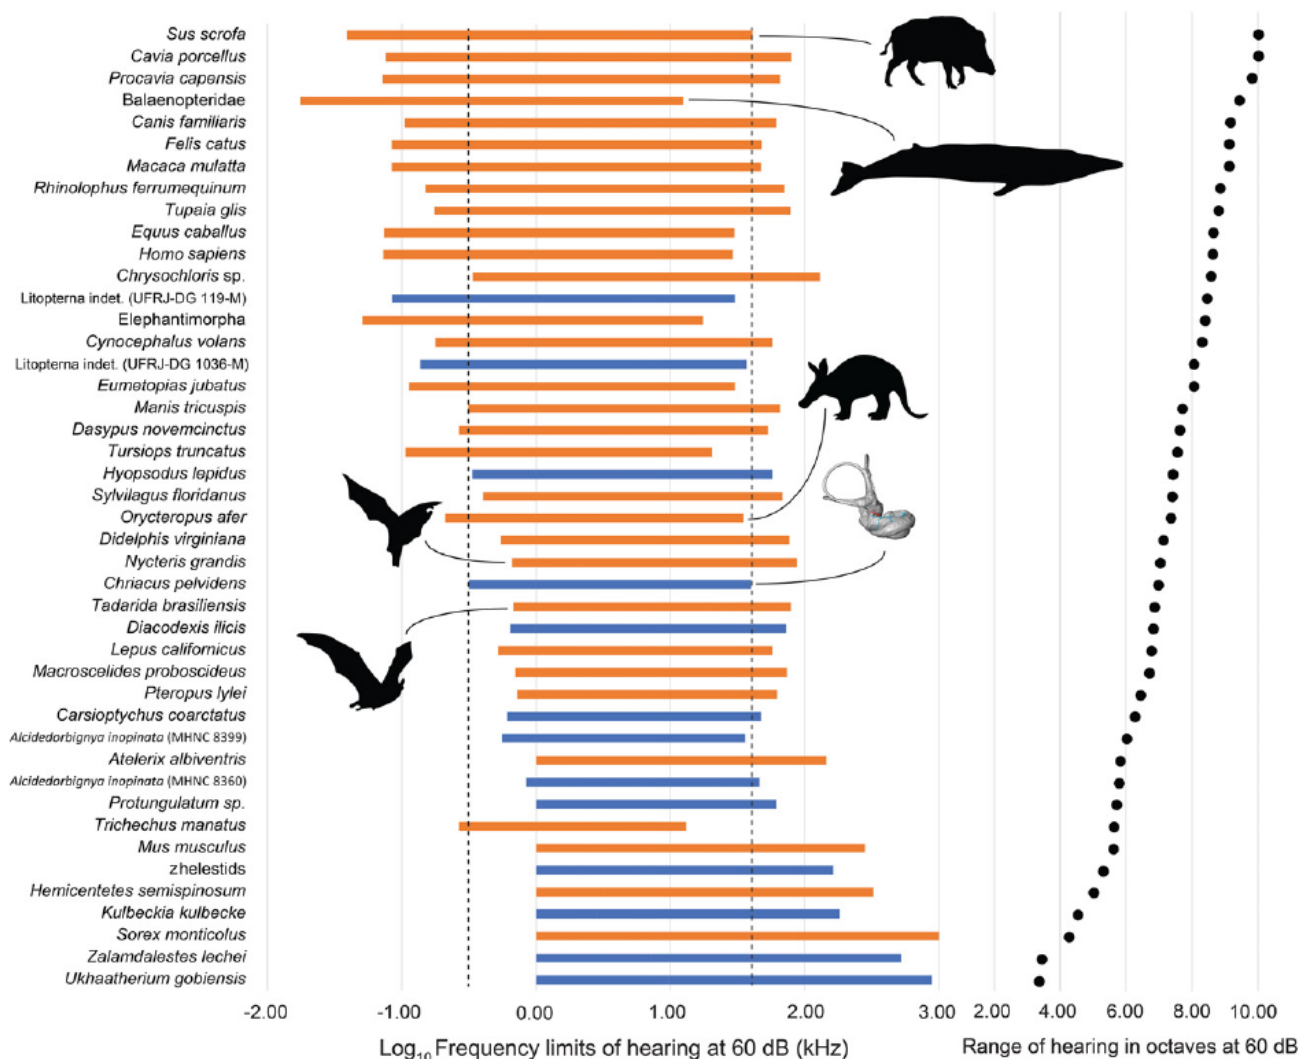 Sus scrofa
Cavia porcellus
Procavia capensis
Balaenopteridae
Canis familiaris
Felis catus
Macaca mulatta
Rhinolophus ferrumequinum
Tupaia glis
Equus caballus
Homo sapiens
Chrysochloris sp.
Litopterna indet. (UFRJ-DG 119-M)
Elephantimorpha
Cynocephalus volans
Litopterna indet. (UFRJ-DG 1036-M)
Eumetopias jubatus
Manis tricuspis
Dasypus novemcinctus
Tursiops truncatus
Hyopsodus lepidus
Sylvilagus floridanus
Orycteropus afer
Didelphis virginiana
Nycteris grandis
Chriacus pelvidens
Tadarida brasiliensis
Diacodexis ilicis
Lepus californicus
Macroscelides proboscideus
Pteropus lylei
Carsioptychus coarctatus
Alcidedorbignya inopinata (MHNC 8399)
Atelerix albiventris
Alcidedorbignya inopinata (MHNC 8360)
Protungulatum sp.
Trichechus manatus
Mus musculus
zhelestids
Hemicentetes semispinosum
Kulbeckia kulbecke
Sorex monticolus
Zalamdalestes lechei
Ukhaatherium gobiensis
-2.00 -1.00 0.00 1.00 2.00 3.00 2.00 4.00 6.00 8.00 10.00
Log10 Frequency limits of hearing at 60 dB (kHz) Range of hearing in octaves at 60 dB